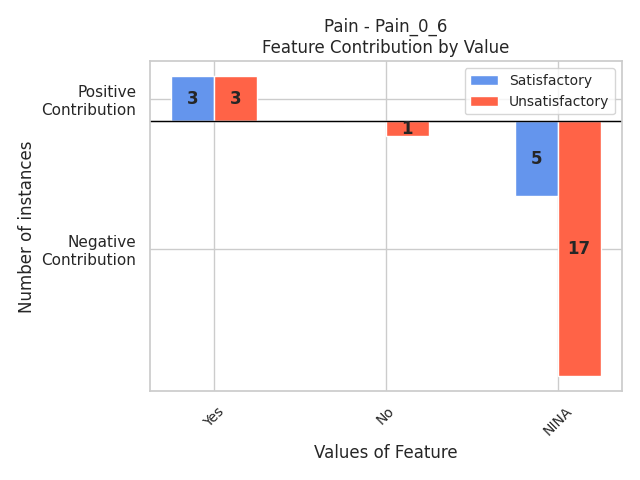 Pain - Pain_0_6
Feature Contribution by Value
Satisfactory
Unsatisfactory
Positive
Contribution
Negative
Contribution
Number of instances
3
3
1
5
17
Yes
No
NINA
Values of Feature